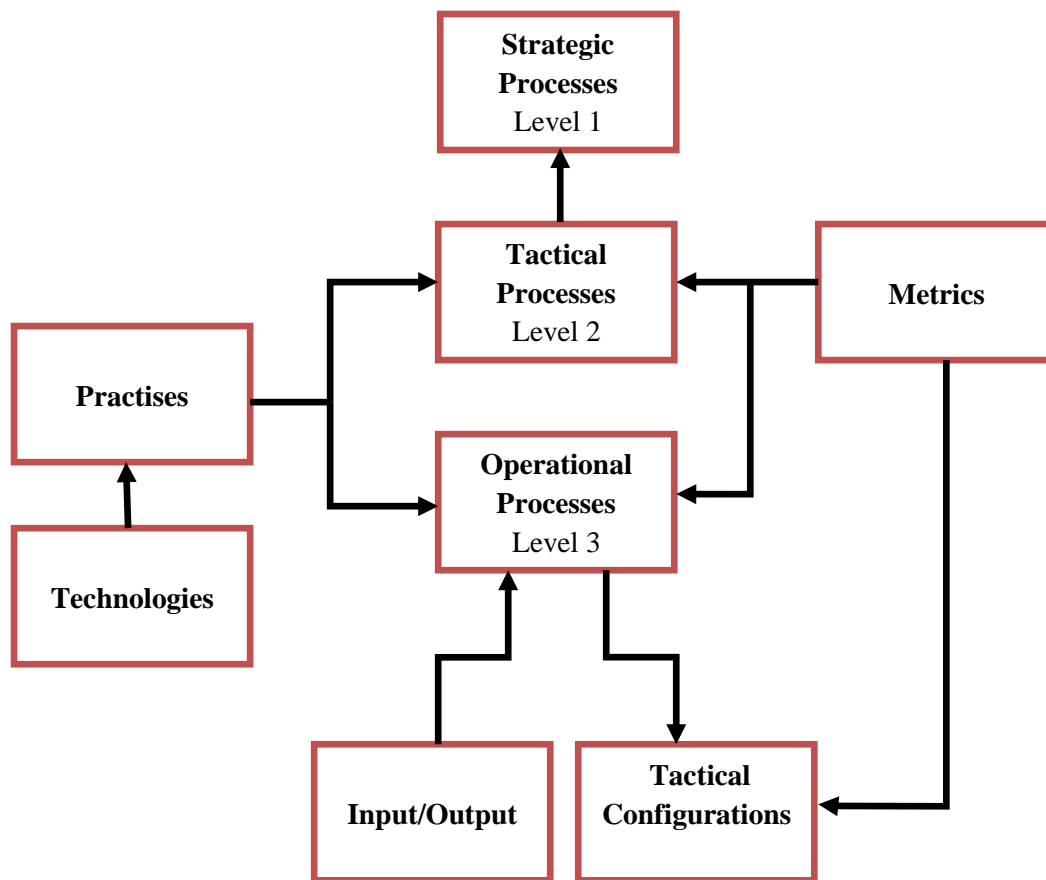 Strategic
Processes
Level 1
Tactical
Processes
Level 2
Metrics
Practises
Operational
Processes
Level 3
Technologies
Input/Output
Tactical
Configurations